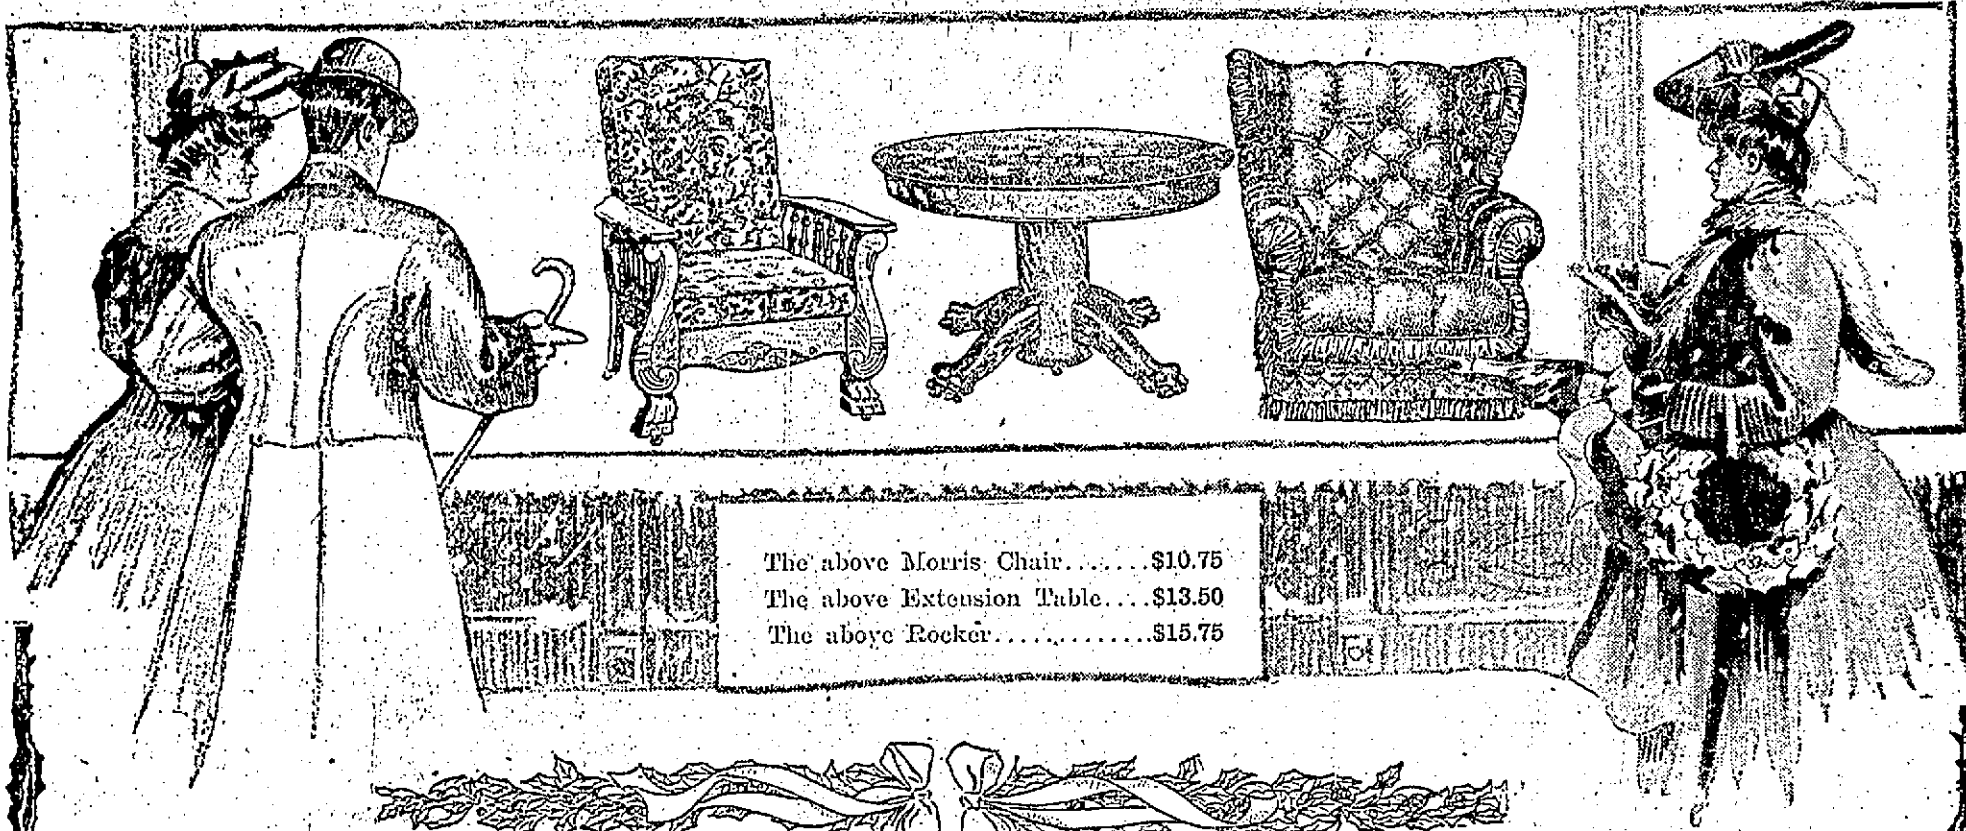 The above Morris Chair.......$10.75
The above Extension Table....$13.50
The above Rocker.............$15.75